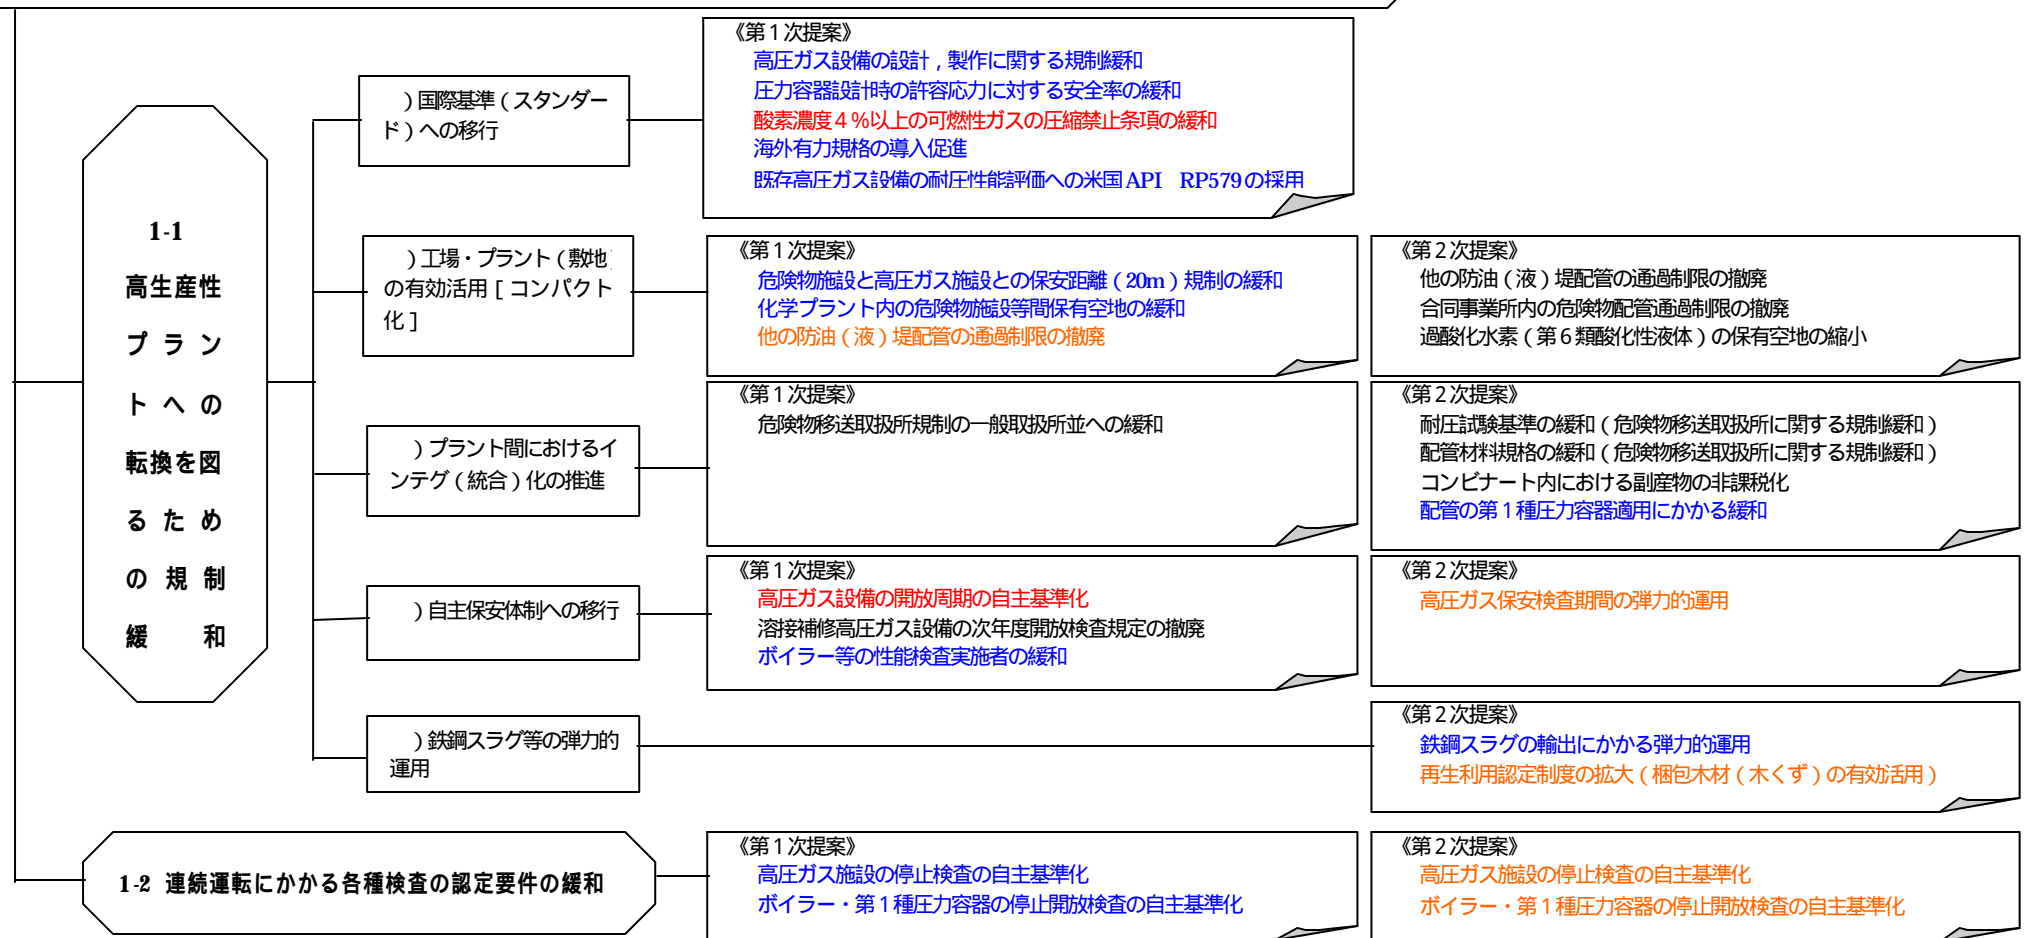 1-1
高生産性
プラン
トへの
転換を図
るため
の規制
緩和
）国際基準（スタンダー
ド）への移行
《第１次提案》
高圧ガス設備の設計，製作に関する規制緩和
圧力容器設計時の許容応力に対する安全率の緩和
酸素濃度４％以上の可燃性ガスの圧縮禁止条項の緩和
海外有力規格の導入促進
既存高圧ガス設備の耐圧性能評価への米国 API　RP579 の採用
）工場・プラント（敷地）
の有効活用［コンパクト
化］
《第１次提案》
危険物施設と高圧ガス施設との保安距離（20m）規制の緩和
化学プラント内の危険物施設等間保有空地の緩和
他の防油（液）堤配管の通過制限の撤廃
《第２次提案》
他の防油（液）堤配管の通過制限の撤廃
合同事業所内の危険物配管通過制限の撤廃
過酸化水素（第６類酸化性液体）の保有空地の縮小
）プラント間におけるイ
ンテグ（統合）化の推進
《第１次提案》
危険物移送取扱所規制の一般取扱所並への緩和
《第２次提案》
耐圧試験基準の緩和（危険物移送取扱所に関する規制緩和）
配管材料規格の緩和（危険物移送取扱所に関する規制緩和）
コンビナート内における副産物の非課税化
配管の第１種圧力容器適用にかかる緩和
）自主保安体制への移行
《第１次提案》
高圧ガス設備の開放周期の自主基準化
溶接補修高圧ガス設備の次年度開放検査規定の撤廃
ボイラー等の性能検査実施者の緩和
《第２次提案》
高圧ガス保安検査期間の弾力的運用
）鉄鋼スラグ等の弾力的
運用
《第２次提案》
鉄鋼スラグの輸出にかかる弾力的運用
再生利用認定制度の拡大（梱包木材（木くず）の有効活用）
1-2 連続運転にかかる各種検査の認定要件の緩和
《第１次提案》
高圧ガス施設の停止検査の自主基準化
ボイラー・第１種圧力容器の停止開放検査の自主基準化
《第２次提案》
高圧ガス施設の停止検査の自主基準化
ボイラー・第１種圧力容器の停止開放検査の自主基準化